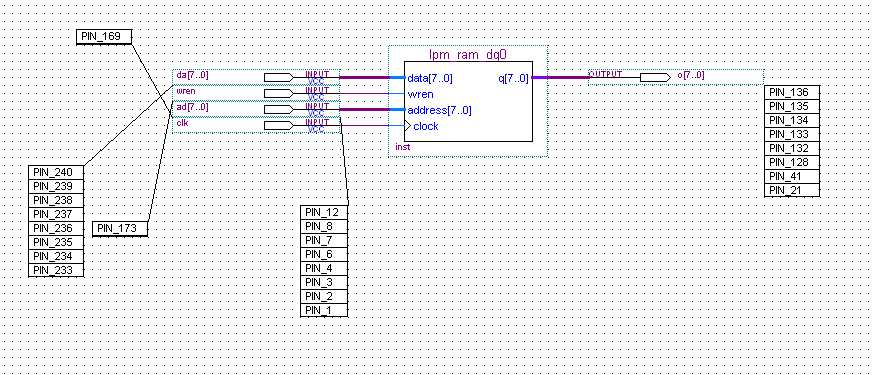 PIN_169
lpm_ram_dq0
da[7..0] INPUT VCC data[7..0] q[7..0] OUTPUT o[7..0]
wren INPUT VCC wren
ad[7..0] INPUT VCC address[7..0]
clk INPUT VCC clock
inst
PIN_136
PIN_135
PIN_134
PIN_133
PIN_132
PIN_128
PIN_41
PIN_21
PIN_240
PIN_239
PIN_238
PIN_237
PIN_236
PIN_235
PIN_234
PIN_233
PIN_173
PIN_12
PIN_8
PIN_7
PIN_6
PIN_4
PIN_3
PIN_2
PIN_1